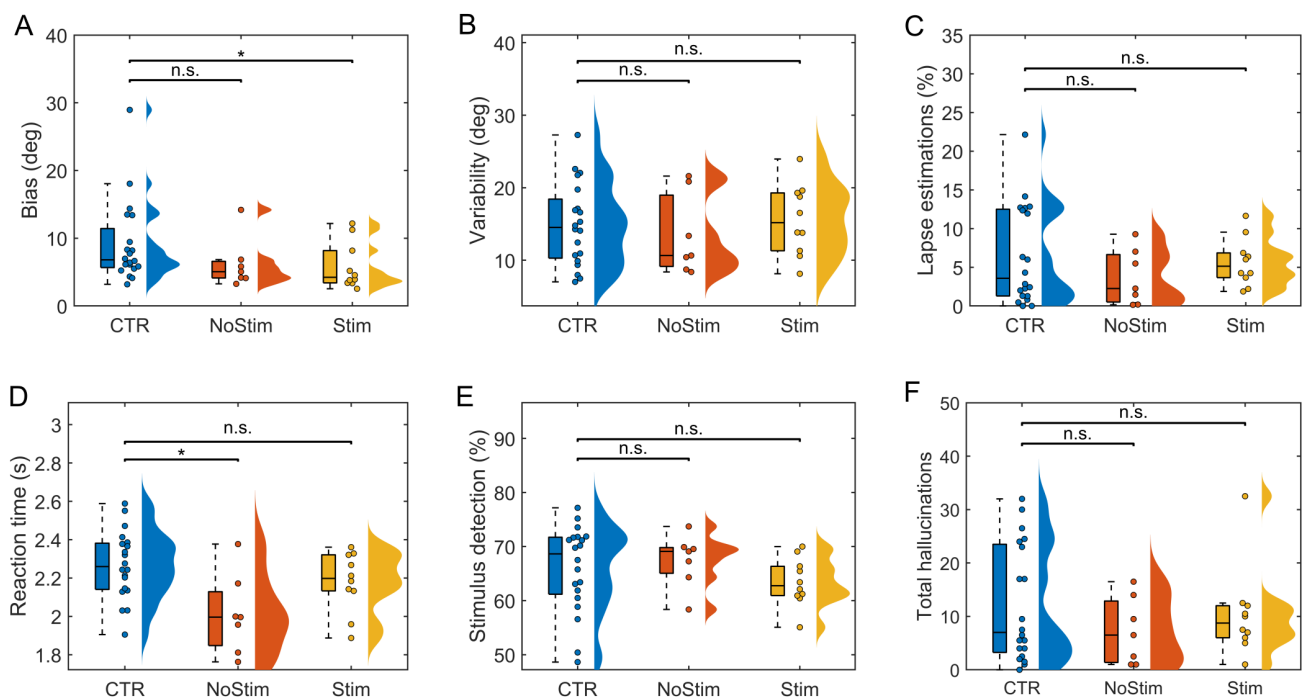 A
Bias (deg)
40
30
20
10
0
*
n.s.
CTR NoStim Stim
B
Variability (deg)
40
30
20
10
n.s.
n.s.
CTR NoStim Stim
C
Lapse estimations (%)
35
30
25
20
15
10
5
0
n.s.
n.s.
CTR NoStim Stim
D
Reaction time (s)
3
2.8
2.6
2.4
2.2
2
1.8
n.s.
*
CTR NoStim Stim
E
Stimulus detection (%)
90
80
70
60
50
n.s.
n.s.
CTR NoStim Stim
F
Total hallucinations
50
40
30
20
10
0
n.s.
n.s.
CTR NoStim Stim